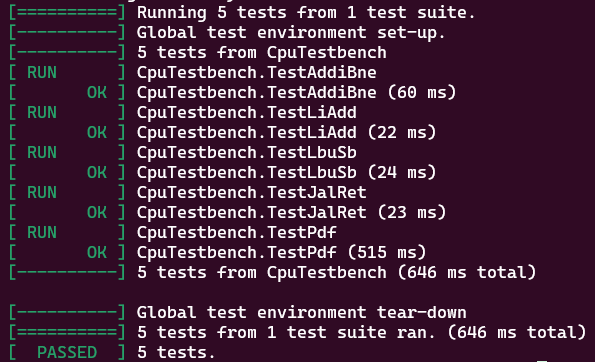 [==========] Running 5 tests from 1 test suite.
[----------] Global test environment set-up.
[----------] 5 tests from CpuTestbench
[ RUN      ] CpuTestbench.TestAddiBne
[       OK ] CpuTestbench.TestAddiBne (60 ms)
[ RUN      ] CpuTestbench.TestLiAdd
[       OK ] CpuTestbench.TestLiAdd (22 ms)
[ RUN      ] CpuTestbench.TestLbuSb
[       OK ] CpuTestbench.TestLbuSb (24 ms)
[ RUN      ] CpuTestbench.TestJalRet
[       OK ] CpuTestbench.TestJalRet (23 ms)
[ RUN      ] CpuTestbench.TestPdf
[       OK ] CpuTestbench.TestPdf (515 ms)
[----------] 5 tests from CpuTestbench (646 ms total)
[----------] Global test environment tear-down
[==========] 5 tests from 1 test suite ran. (646 ms total)
[  PASSED  ] 5 tests.